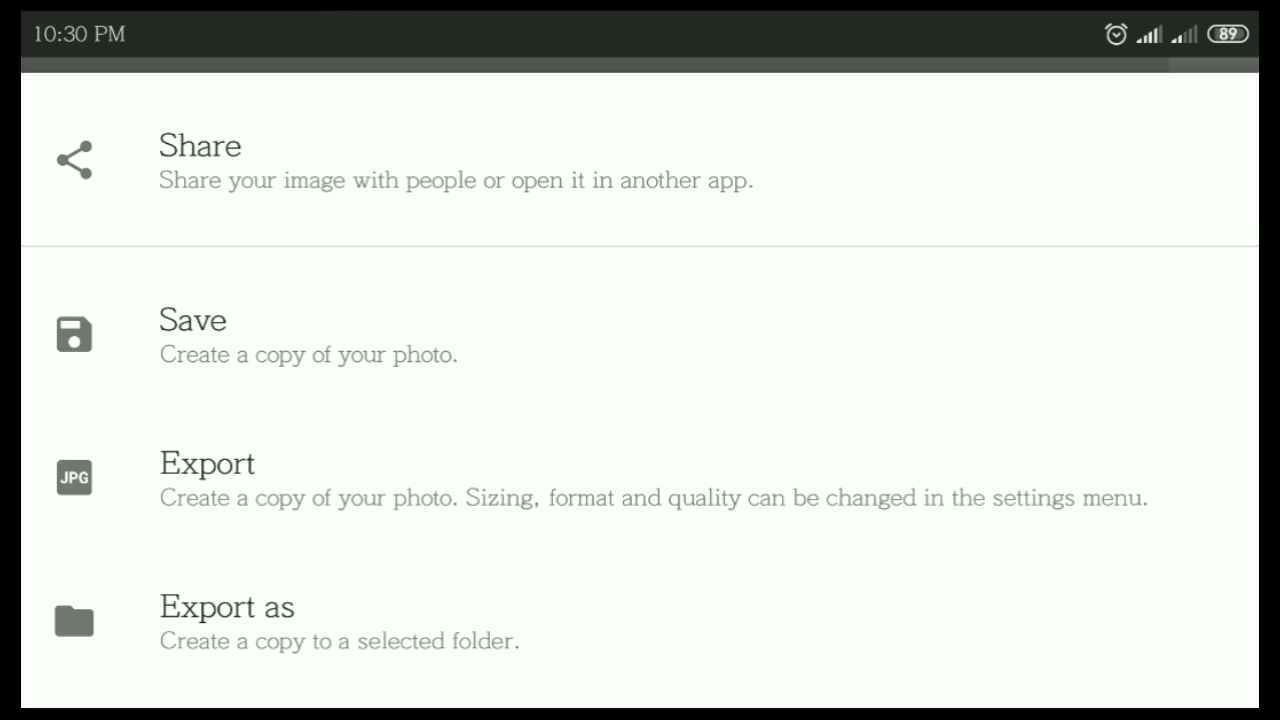 10:30 PM
89
Share
Share your image with people or open it in another app.
Save
Create a copy of your photo.
JPG
Export
Create a copy of your photo. Sizing, format and quality can be changed in the settings menu.
Export as
Create a copy to a selected folder.